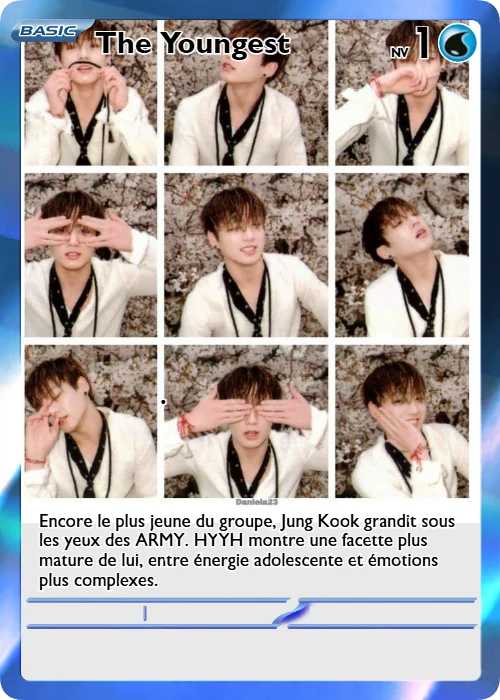 BASIC
The Youngest
NV 1
Daniela23
Encore le plus jeune du groupe, Jung Kook grandit sous
les yeux des ARMY. HYYH montre une facette plus
mature de lui, entre énergie adolescente et émotions
plus complexes.